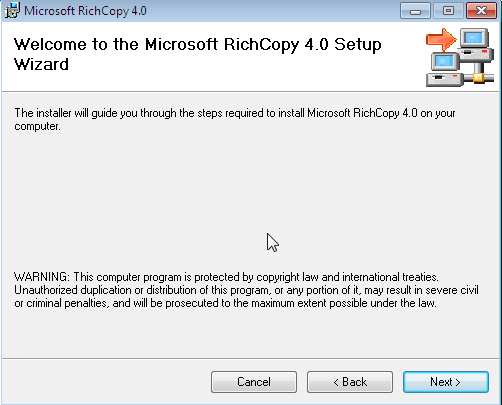 Microsoft RichCopy 4.0
Welcome to the Microsoft RichCopy 4.0 Setup
Wizard
The installer will guide you through the steps required to install Microsoft RichCopy 4.0 on your
computer.
WARNING: This computer program is protected by copyright law and international treaties.
Unauthorized duplication or distribution of this program, or any portion of it, may result in severe civil
or criminal penalties, and will be prosecuted to the maximum extent possible under the law.
Cancel < Back Next >